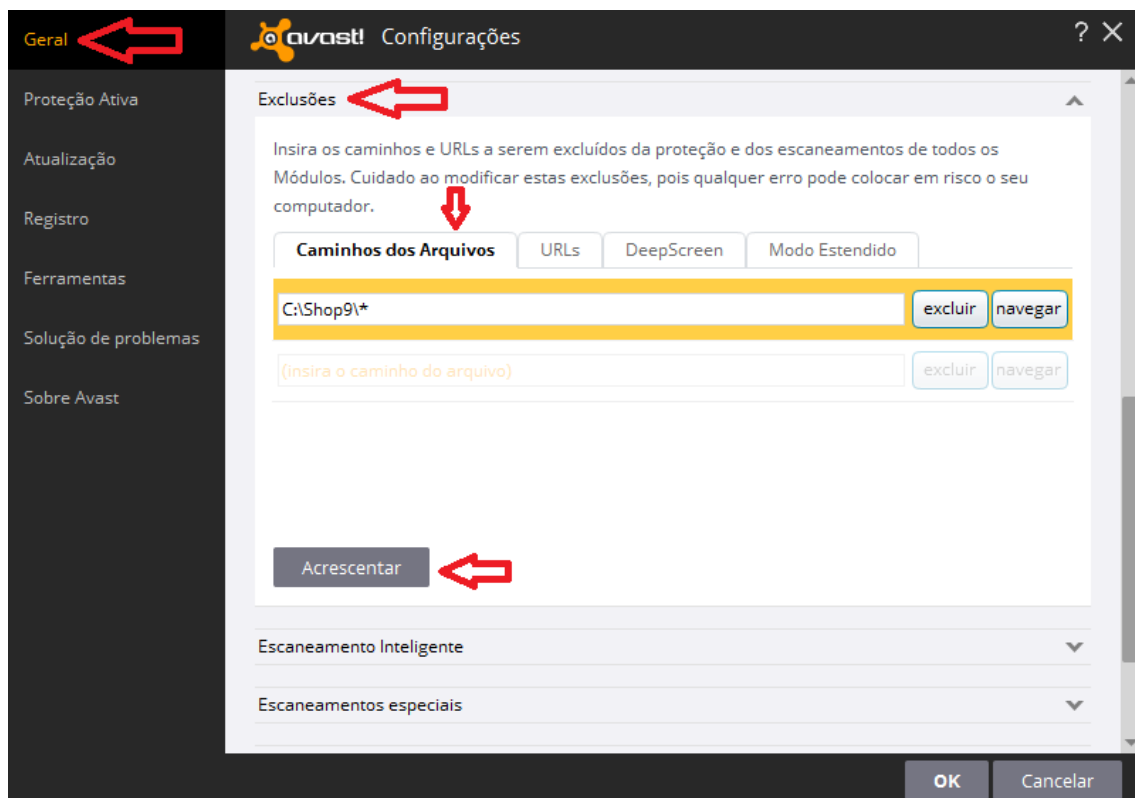 Geral
avast! Configurações
? X
Proteção Ativa
Atualização
Registro
Ferramentas
Solução de problemas
Sobre Avast
Exclusões
Insira os caminhos e URLs a serem excluídos da proteção e dos escaneamentos de todos os
Módulos. Cuidado ao modificar estas exclusões, pois qualquer erro pode colocar em risco o seu
computador.
Caminhos dos Arquivos URLs DeepScreen Modo Estendido
C:\Shop9\* excluir navegar
(insira o caminho do arquivo) excluir navegar
Acrescentar
Escaneamento Inteligente
Escaneamentos especiais
OK Cancelar